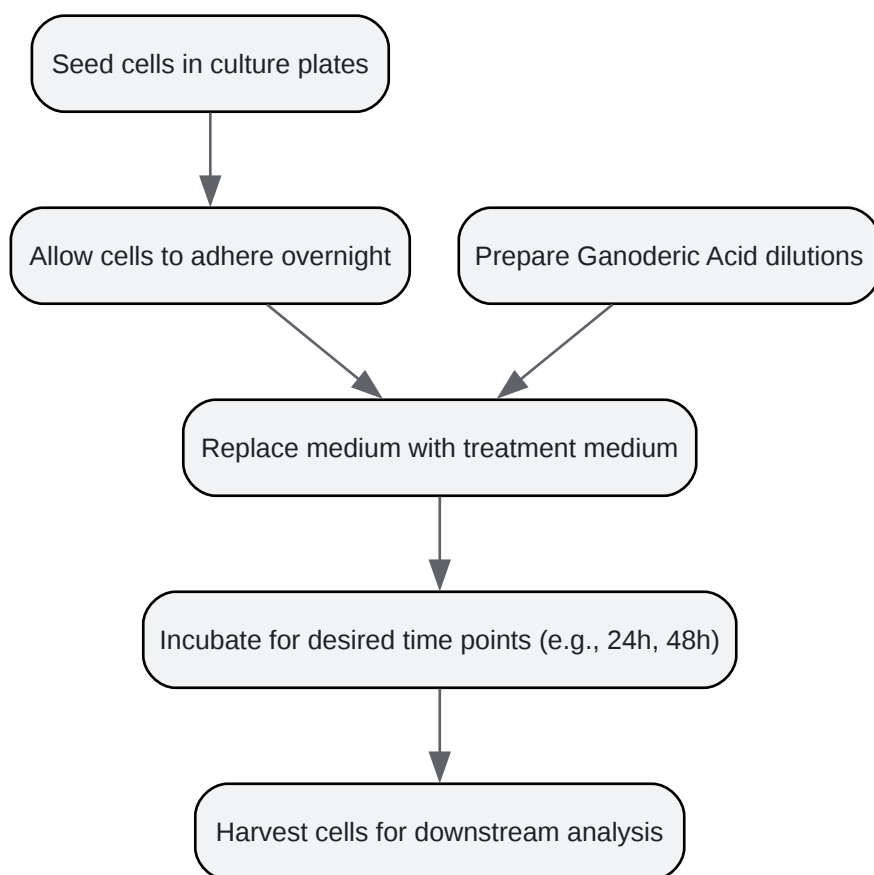 Seed cells in culture plates
Allow cells to adhere overnight
Prepare Ganoderic Acid dilutions
Replace medium with treatment medium
Incubate for desired time points (e.g., 24h, 48h)
Harvest cells for downstream analysis